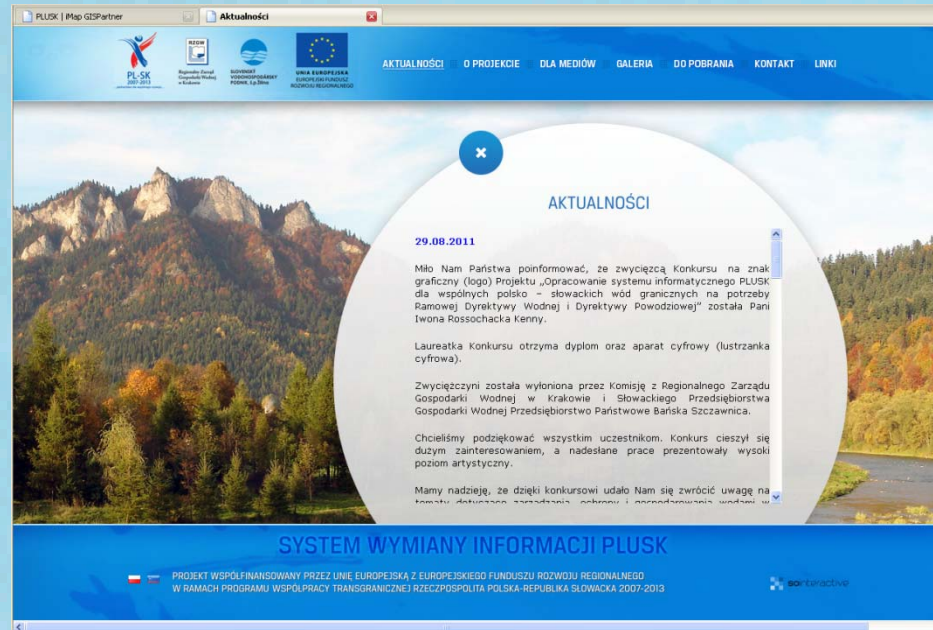 PLUSK | iMap GISPartner
Aktualności
PL-SK
2007-2013
RZGW
Regionalny Zarząd
Gospodarki Wodnej
w Krakowie
SLOVENSKÝ
VODOHOSPODÁRSKY
PODNIK, š.p.Žilina
UNIA EUROPEJSKA
EUROPEJSKI FUNDUSZ
ROZWOJU REGIONALNEGO
AKTUALNOŚCI O PROJEKCIE DLA MEDIÓW GALERIA DO POBRANIA KONTAKT LINKI
AKTUALNOŚCI
29.08.2011
Miło Nam Państwa poinformować, że zwycięzcą Konkursu na znak
graficzny (logo) Projektu „Opracowanie systemu informatycznego PLUSK
dla wspólnych polsko – słowackich wód granicznych na potrzeby
Ramowej Dyrektywy Wodnej i Dyrektywy Powodziowej” została Pani
Iwona Rossochacka Kenny.
Laureatka Konkursu otrzyma dyplom oraz aparat cyfrowy (lustrzanka
cyfrowa).
Zwyciężczyni została wyłoniona przez Komisję z Regionalnego Zarządu
Gospodarki Wodnej w Krakowie i Słowackiego Przedsiębiorstwa
Gospodarki Wodnej Przedsiębiorstwo Państwowe Bańska Szczawnica.
Chcieliśmy podziękować wszystkim uczestnikom. Konkurs cieszył się
dużym zainteresowaniem, a nadesłane prace prezentowały wysoki
poziom artystyczny.
Mamy nadzieję, że dzięki konkursowi udało Nam się zwrócić uwagę na
tematy dotyczące zarządzania, ochrony i gospodarowania wodami w
SYSTEM WYMIANY INFORMACJI PLUSK
PROJEKT WSPÓŁFINANSOWANY PRZEZ UNIĘ EUROPEJSKĄ Z EUROPEJSKIEGO FUNDUSZU ROZWOJU REGIONALNEGO
W RAMACH PROGRAMU WSPÓŁPRACY TRANSGRANICZNEJ RZECZPOSPOLITA POLSKA-REPUBLIKA SŁOWACKA 2007-2013
sointeractive